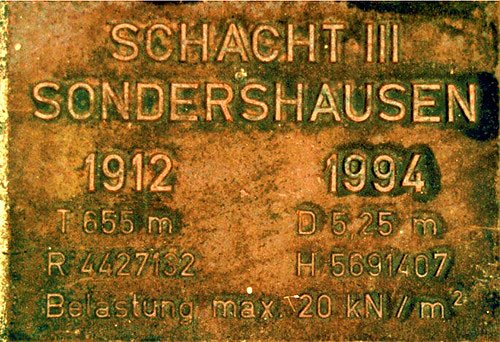 SCHACHT III
SONDERSHAUSEN
1912 1994
T 655 m D 5,25 m
R 4427132 H 5691407
Belastung max. 20 kN/m²